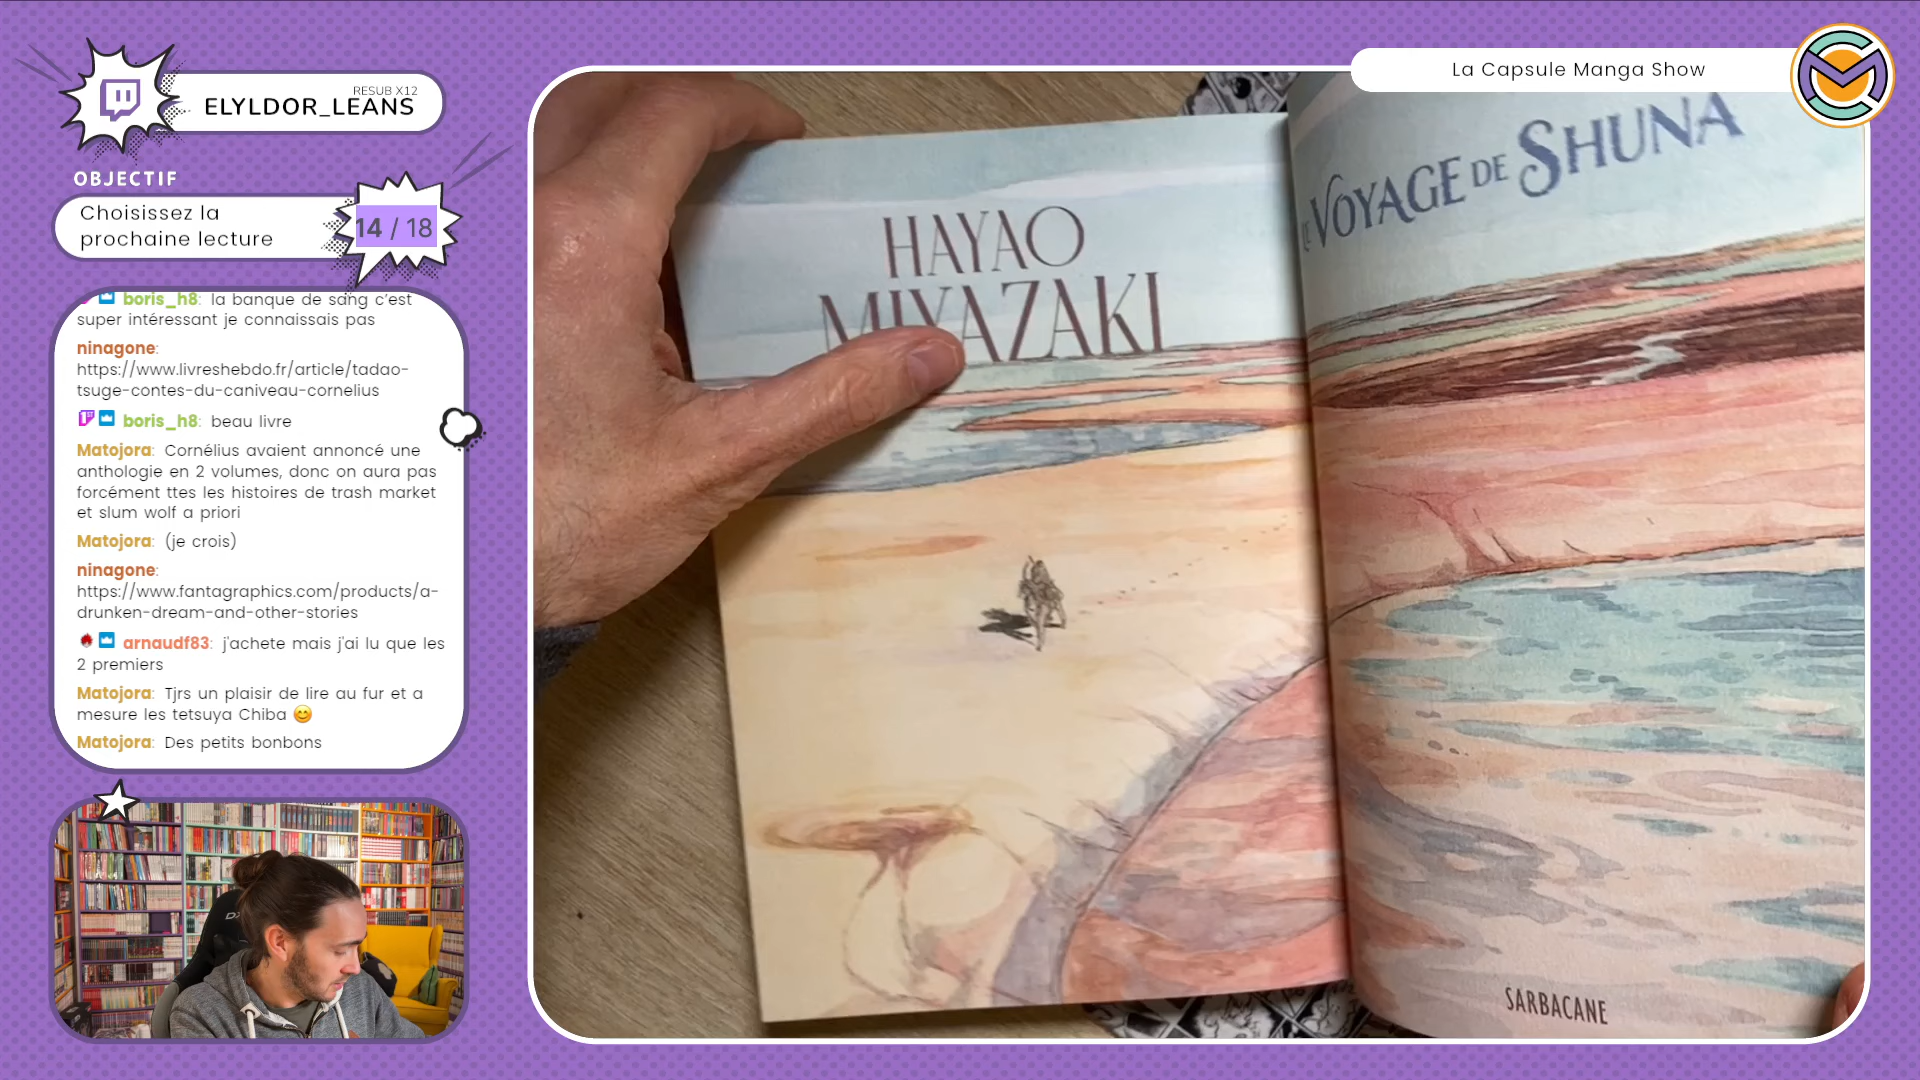 RESUB X12
ELYLDOR_LEANS
OBJECTIF
Choisissez la
prochaine lecture
14 / 18
boris_h8: la banque de sang c'est
super intéressant je connaissais pas
ninagone:
https://www.livreshebdo.fr/article/tadao-
tsuge-contes-du-caniveau-cornelius
boris_h8: beau livre
Matojora: Cornélius avaient annoncé une
anthologie en 2 volumes, donc on aura pas
forcément ttes les histoires de trash market
et slum wolf a priori
Matojora: (je crois)
ninagone:
https://www.fantagraphics.com/products/a-
drunken-dream-and-other-stories
arnaudf83: j'achete mais j'ai lu que les
2 premiers
Matojora: Tjrs un plaisir de lire au fur et a
mesure les tetsuya Chiba 😊
Matojora: Des petits bonbons
La Capsule Manga Show
HAYAO
MIYAZAKI
LE VOYAGE DE SHUNA
SARBACANE